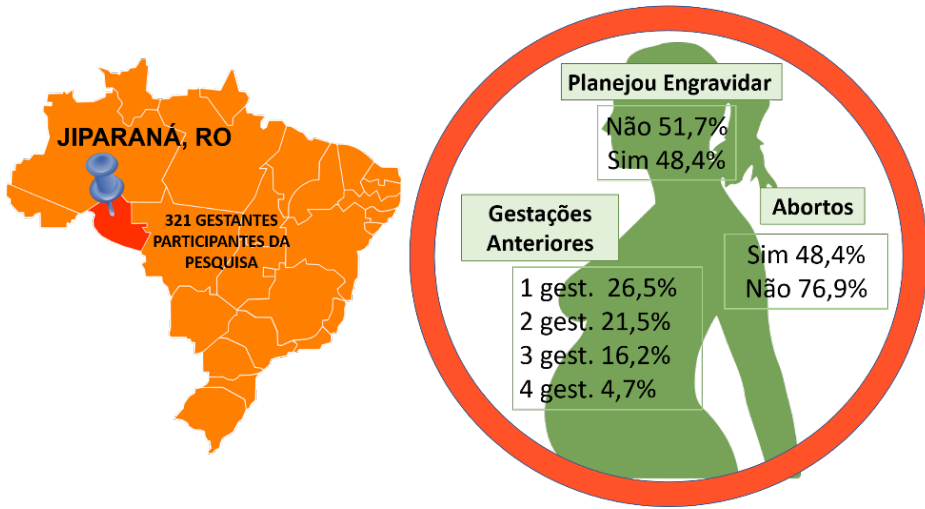 JIPARANÁ, RO
321 GESTANTES
PARTICIPANTES DA
PESQUISA
Planejou Engravidar
Não 51,7%
Sim 48,4%
Gestações
Anteriores
1 gest. 26,5%
2 gest. 21,5%
3 gest. 16,2%
4 gest. 4,7%
Abortos
Sim 48,4%
Não 76,9%